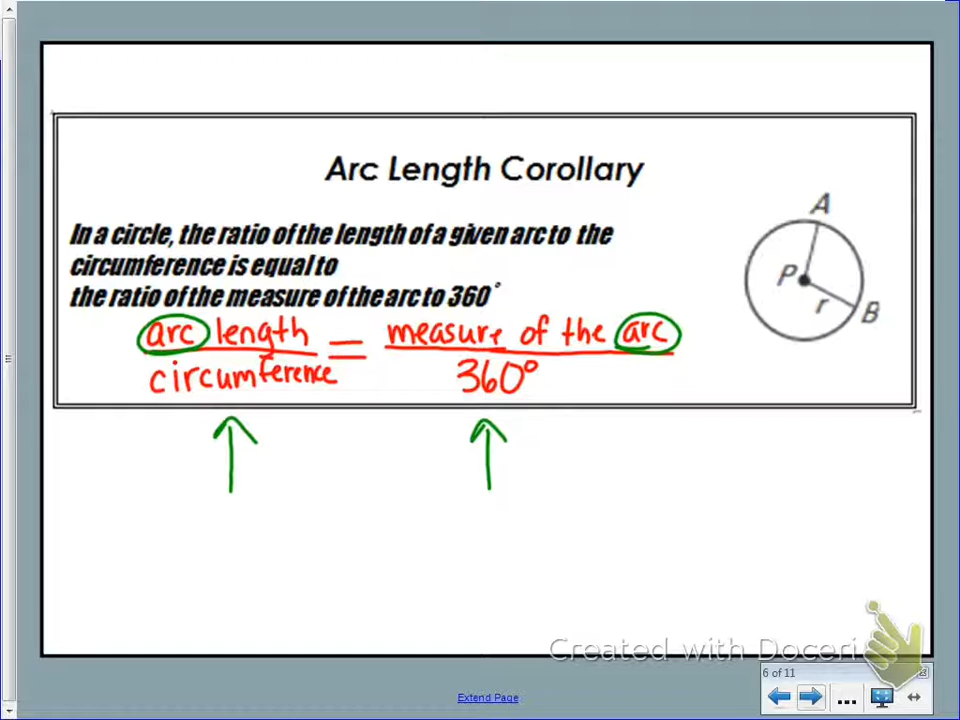 Arc Length Corollary
In a circle, the ratio of the length of a given arc to the
circumference is equal to
the ratio of the measure of the arc to 360°
arc length = measure of the arc
circumference 360°
A
P
r
B
Created with Doceri
6 of 11
Extend Page
...